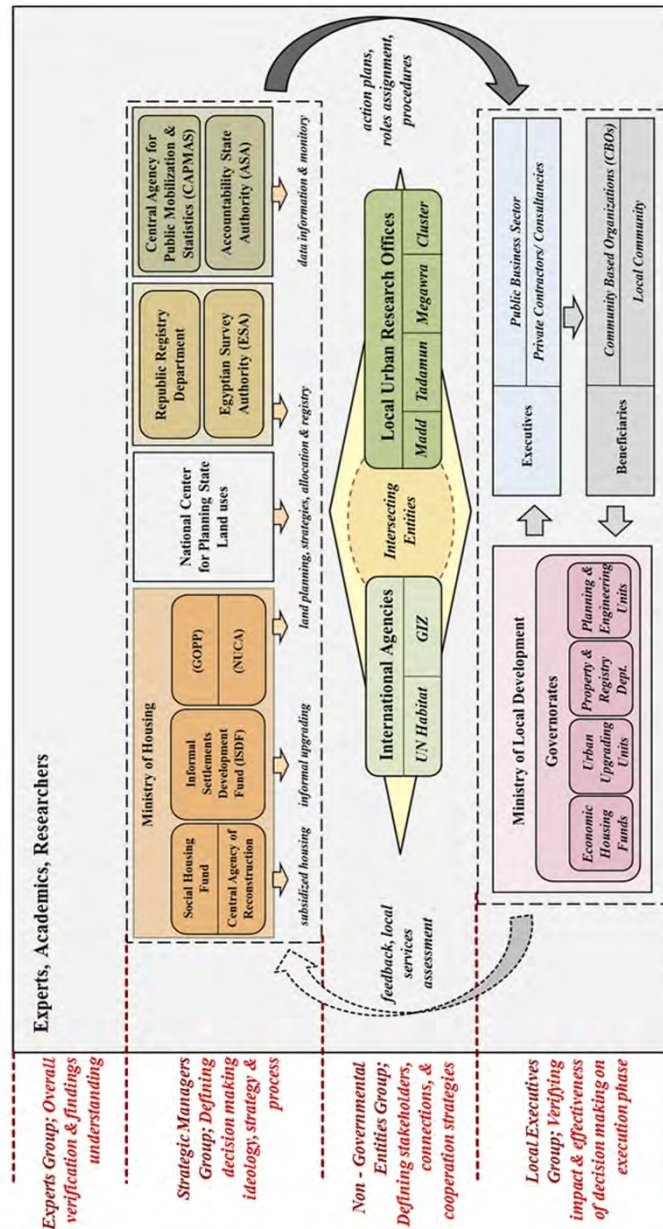 Experts Group; Overall
verification & findings
understanding
Experts, Academics, Researchers
Strategic Managers
Group; Defining
decision making
ideology, strategy &
process
Ministry of Housing
Social Housing
Fund
Central Agency of
Reconstruction
Informal
Settlements
Development
Fund (ISDF)
(GOPP)
(NUCA)
National Center
for Planning State
Land uses
Republic Registry
Department
Egyptian Survey
Authority (ESA)
Central Agency for
Public Mobilization &
Statistics (CAPMAS)
Accountability State
Authority (ASA)
subsidized housing
informal upgrading
land planning, strategies, allocation & registry
data information & monitory
Non - Governmental
Entities Group;
Defining stakeholders,
connections, &
cooperation strategies
feedback, local
services
assessment
International Agencies
UN Habitat
GIZ
Intersecting
Entities
Local Urban Research Offices
Madd
Tadamun
Megawra
Cluster
action plans,
roles assignment,
procedures
Local Executives
Group; Verifying
impact & effectiveness
of decision making on
execution phase
Ministry of Local Development
Governorates
Economic
Housing
Funds
Urban
Upgrading
Units
Property &
Registry
Dept.
Planning &
Engineering
Units
Executives
Public Business Sector
Private Contractors/ Consultancies
Beneficiaries
Community Based Organizations (CBOs)
Local Community